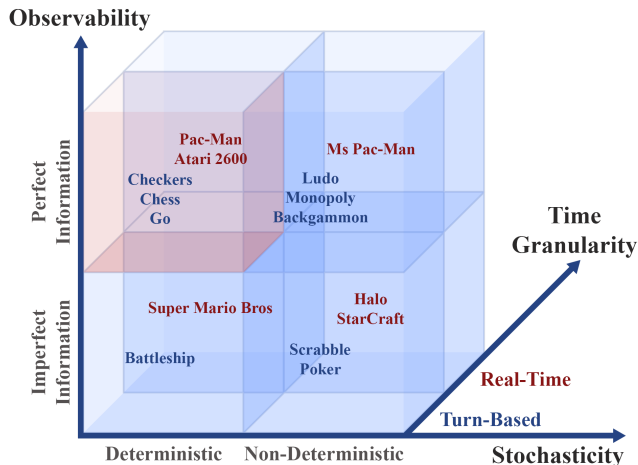 Observability
Perfect
Information
Imperfect
Information
Pac-Man
Atari 2600
Checkers
Chess
Go
Ms Pac-Man
Ludo
Monopoly
Backgammon
Super Mario Bros
Battleship
Halo
StarCraft
Scrabble
Poker
Time
Granularity
Real-Time
Turn-Based
Deterministic
Non-Deterministic
Stochasticity